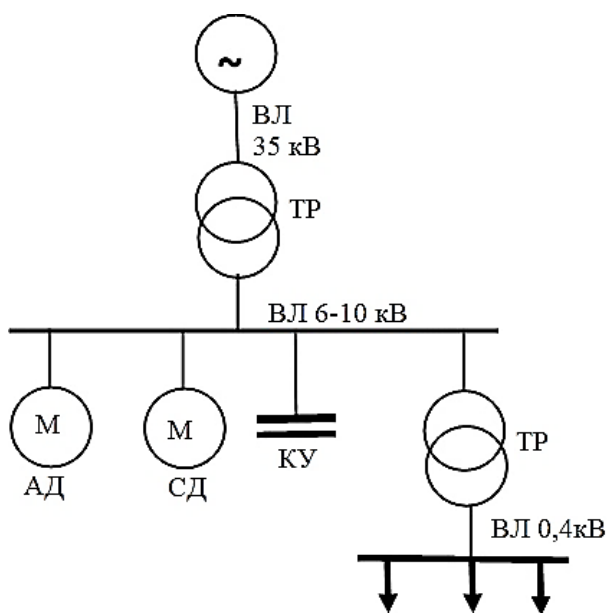 ~
ВЛ
35 кВ
ТР
ВЛ 6-10 кВ
М
М
АД
СД
КУ
ТР
ВЛ 0,4кВ